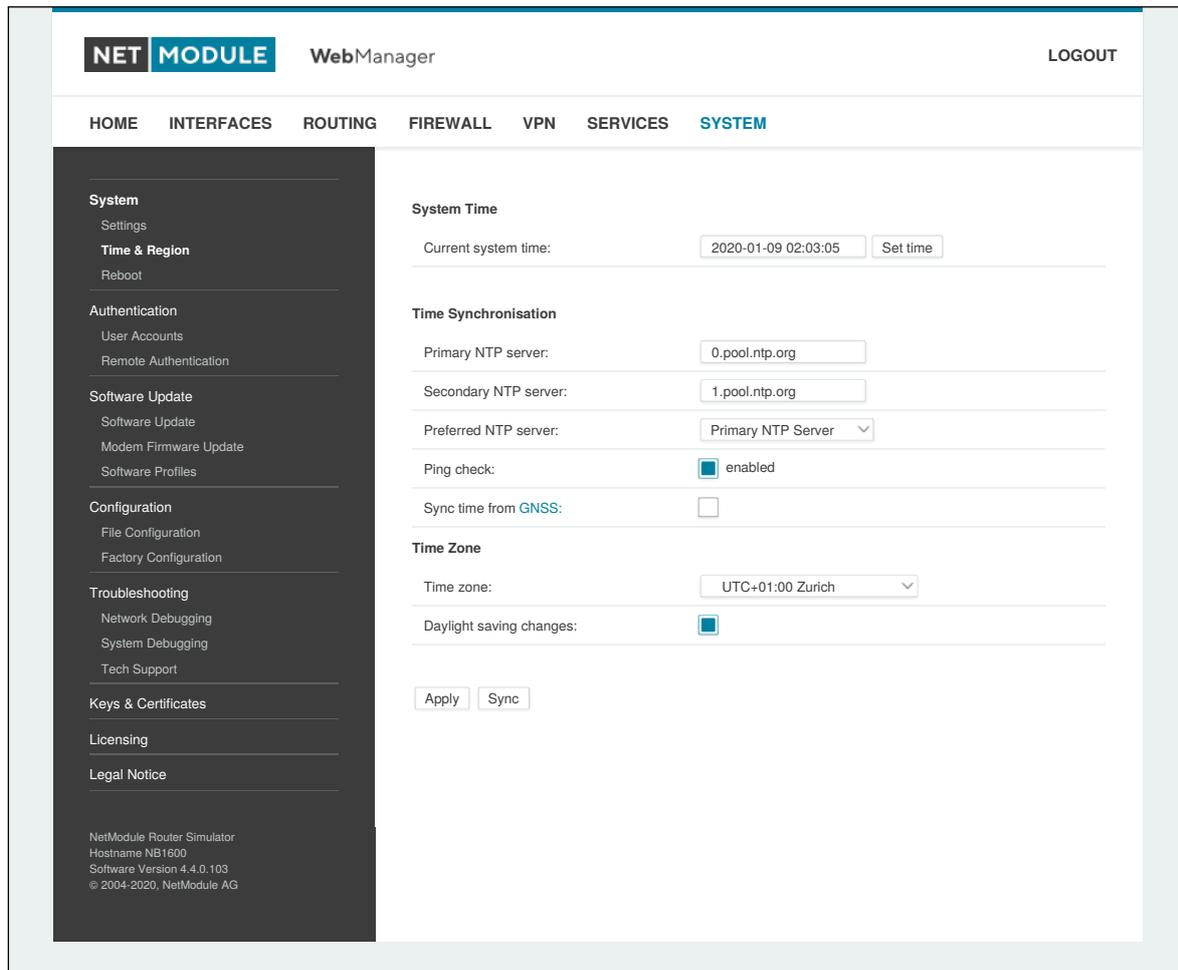 NET MODULE WebManager LOGOUT
HOME INTERFACES ROUTING FIREWALL VPN SERVICES SYSTEM
System
Settings
Time & Region
Reboot
Authentication
User Accounts
Remote Authentication
Software Update
Software Update
Modem Firmware Update
Software Profiles
Configuration
File Configuration
Factory Configuration
Troubleshooting
Network Debugging
System Debugging
Tech Support
Keys & Certificates
Licensing
Legal Notice
NetModule Router Simulator
Hostname NB1600
Software Version 4.4.0.103
© 2004-2020, NetModule AG
System Time
Current system time: 2020-01-09 02:03:05 Set time
Time Synchronisation
Primary NTP server: 0.pool.ntp.org
Secondary NTP server: 1.pool.ntp.org
Preferred NTP server: Primary NTP Server
Ping check: enabled
Sync time from GNSS:
Time Zone
Time zone: UTC+01:00 Zurich
Daylight saving changes:
Apply Sync